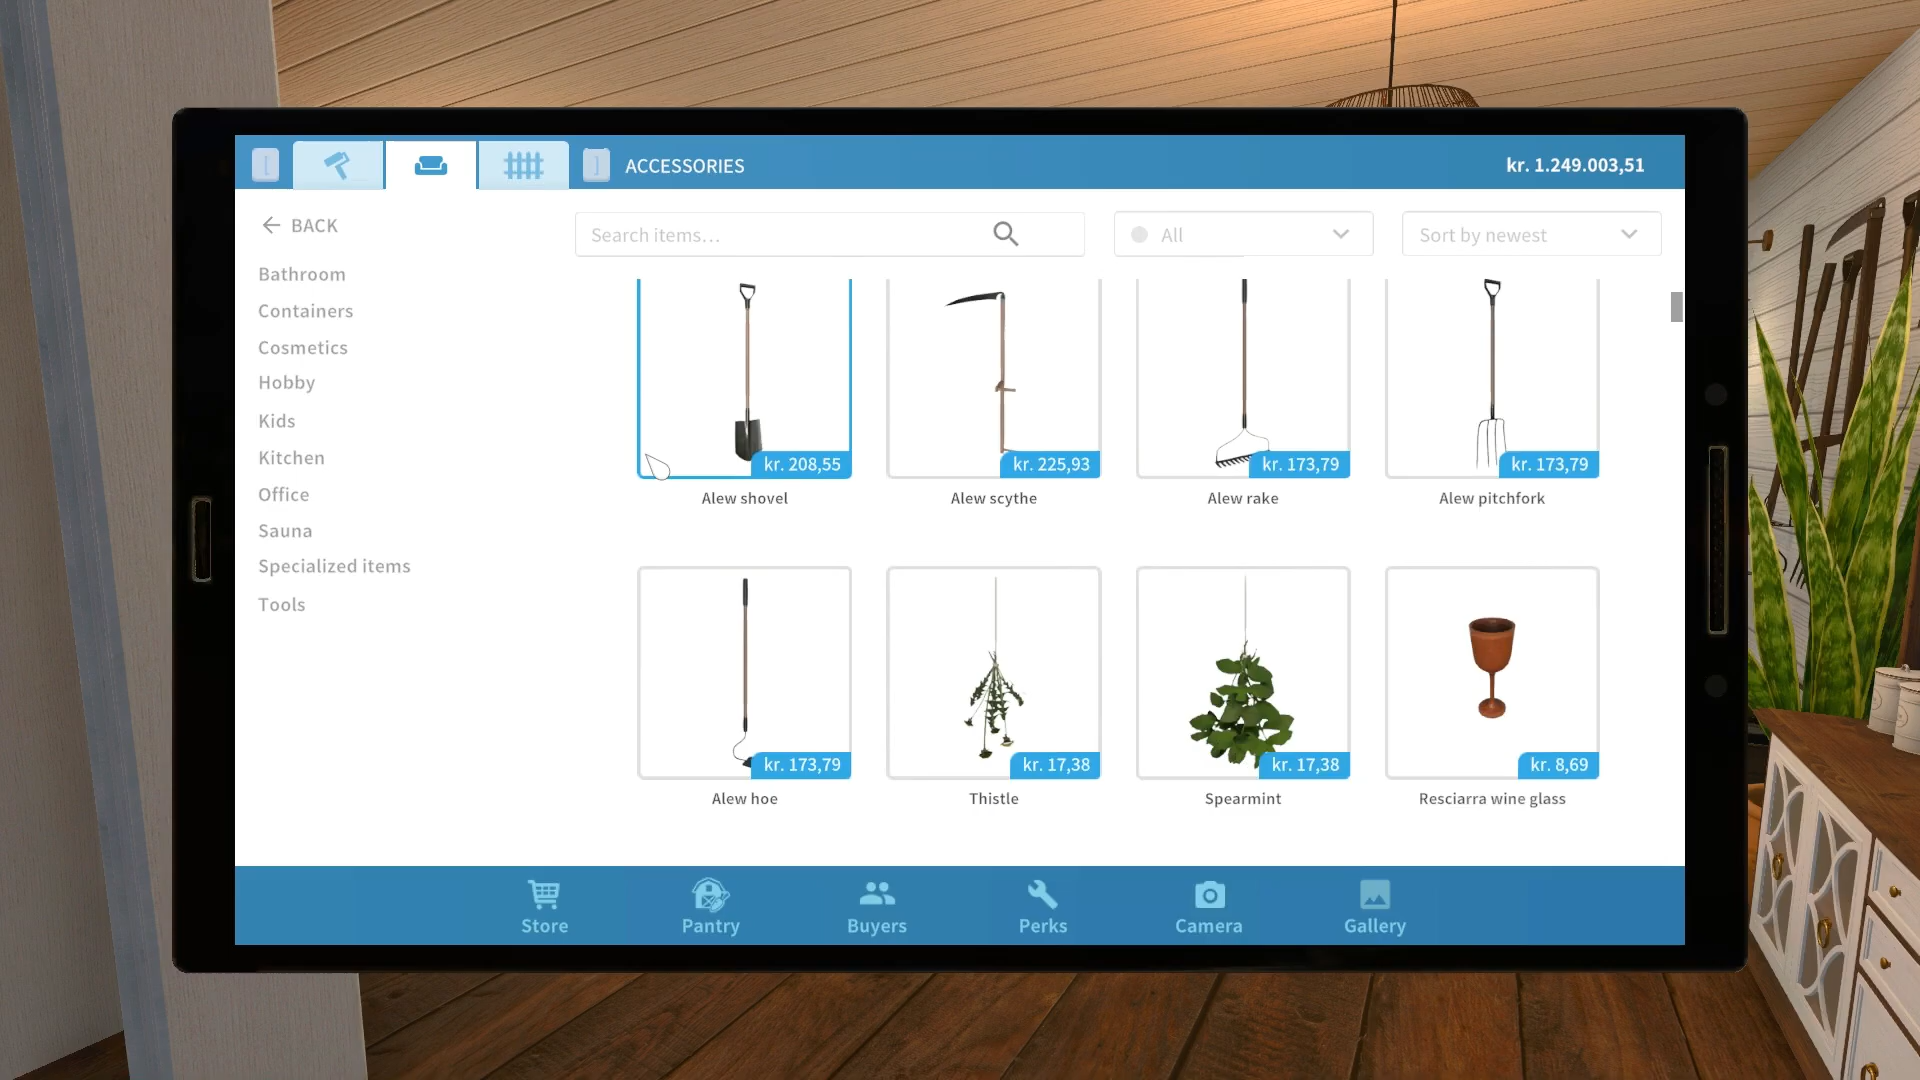 [
]
ACCESSORIES
kr. 1.249.003,51
BACK
Search items...
All
Sort by newest
Bathroom
Containers
Cosmetics
Hobby
Kids
Kitchen
Office
Sauna
Specialized items
Tools
kr. 208,55
kr. 225,93
kr. 173,79
kr. 173,79
Alew shovel
Alew scythe
Alew rake
Alew pitchfork
kr. 173,79
kr. 17,38
kr. 17,38
kr. 8,69
Alew hoe
Thistle
Spearmint
Resciarra wine glass
Store
Pantry
Buyers
Perks
Camera
Gallery